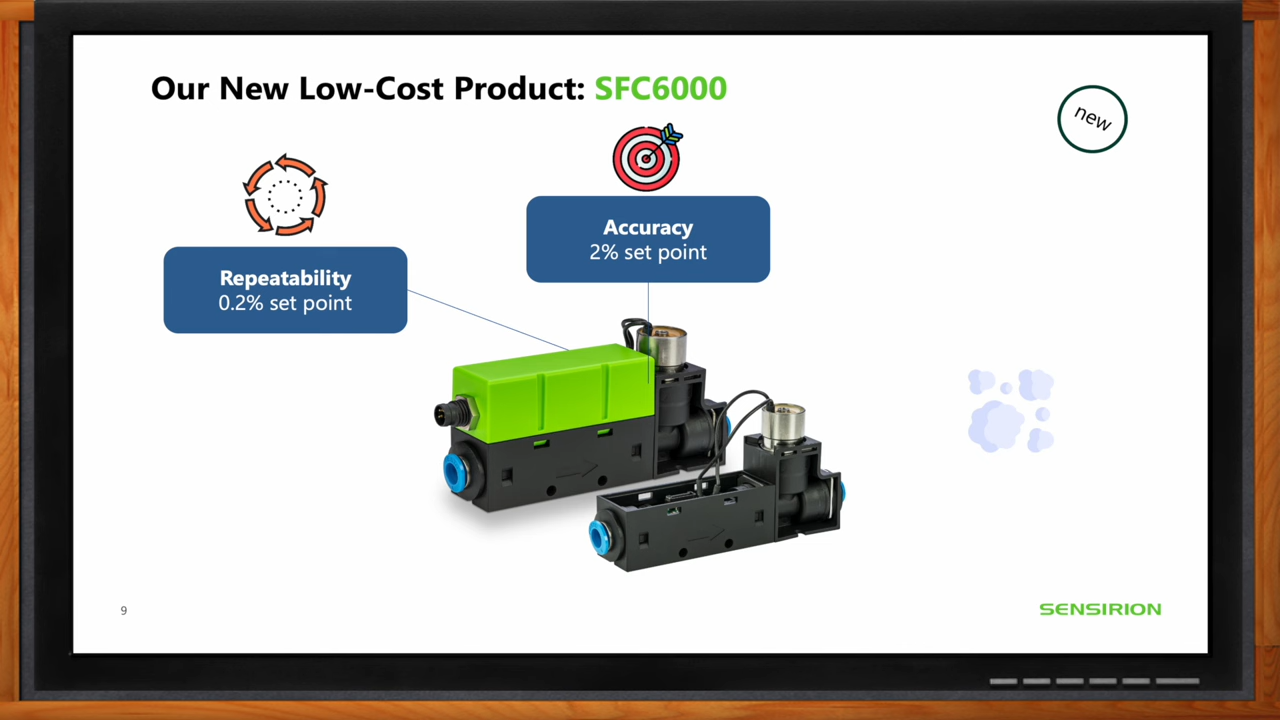 Our New Low-Cost Product: SFC6000
new
Accuracy
2% set point
Repeatability
0.2% set point
9
SENSIRION